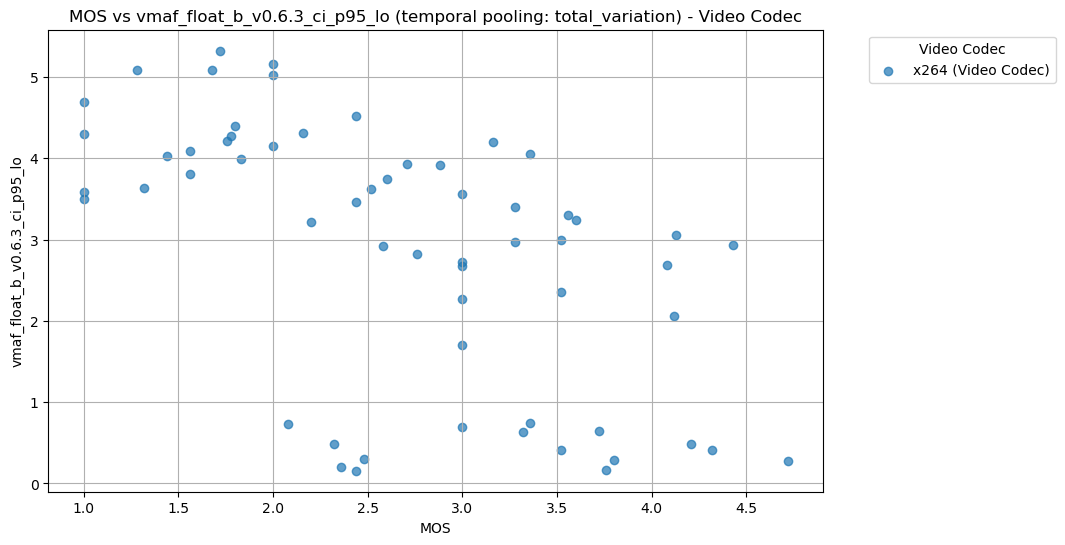 MOS vs vmaf_float_b_v0.6.3_ci_p95_lo (temporal pooling: total_variation) - Video Codec
Video Codec
x264 (Video Codec)
vmaf_float_b_v0.6.3_ci_p95_lo
5
4
3
2
1
0
1.0 1.5 2.0 2.5 3.0 3.5 4.0 4.5
MOS